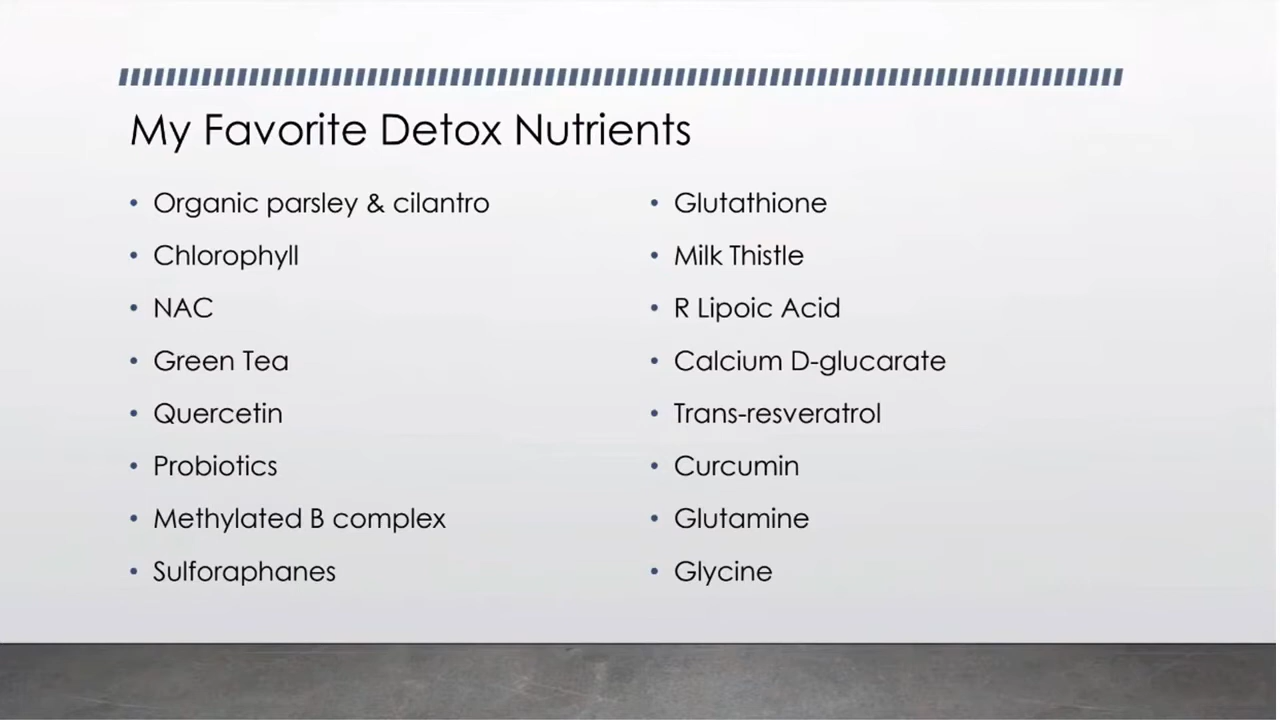 My Favorite Detox Nutrients
• Organic parsley & cilantro
• Chlorophyll
• NAC
• Green Tea
• Quercetin
• Probiotics
• Methylated B complex
• Sulforaphanes
• Glutathione
• Milk Thistle
• R Lipoic Acid
• Calcium D-glucarate
• Trans-resveratrol
• Curcumin
• Glutamine
• Glycine